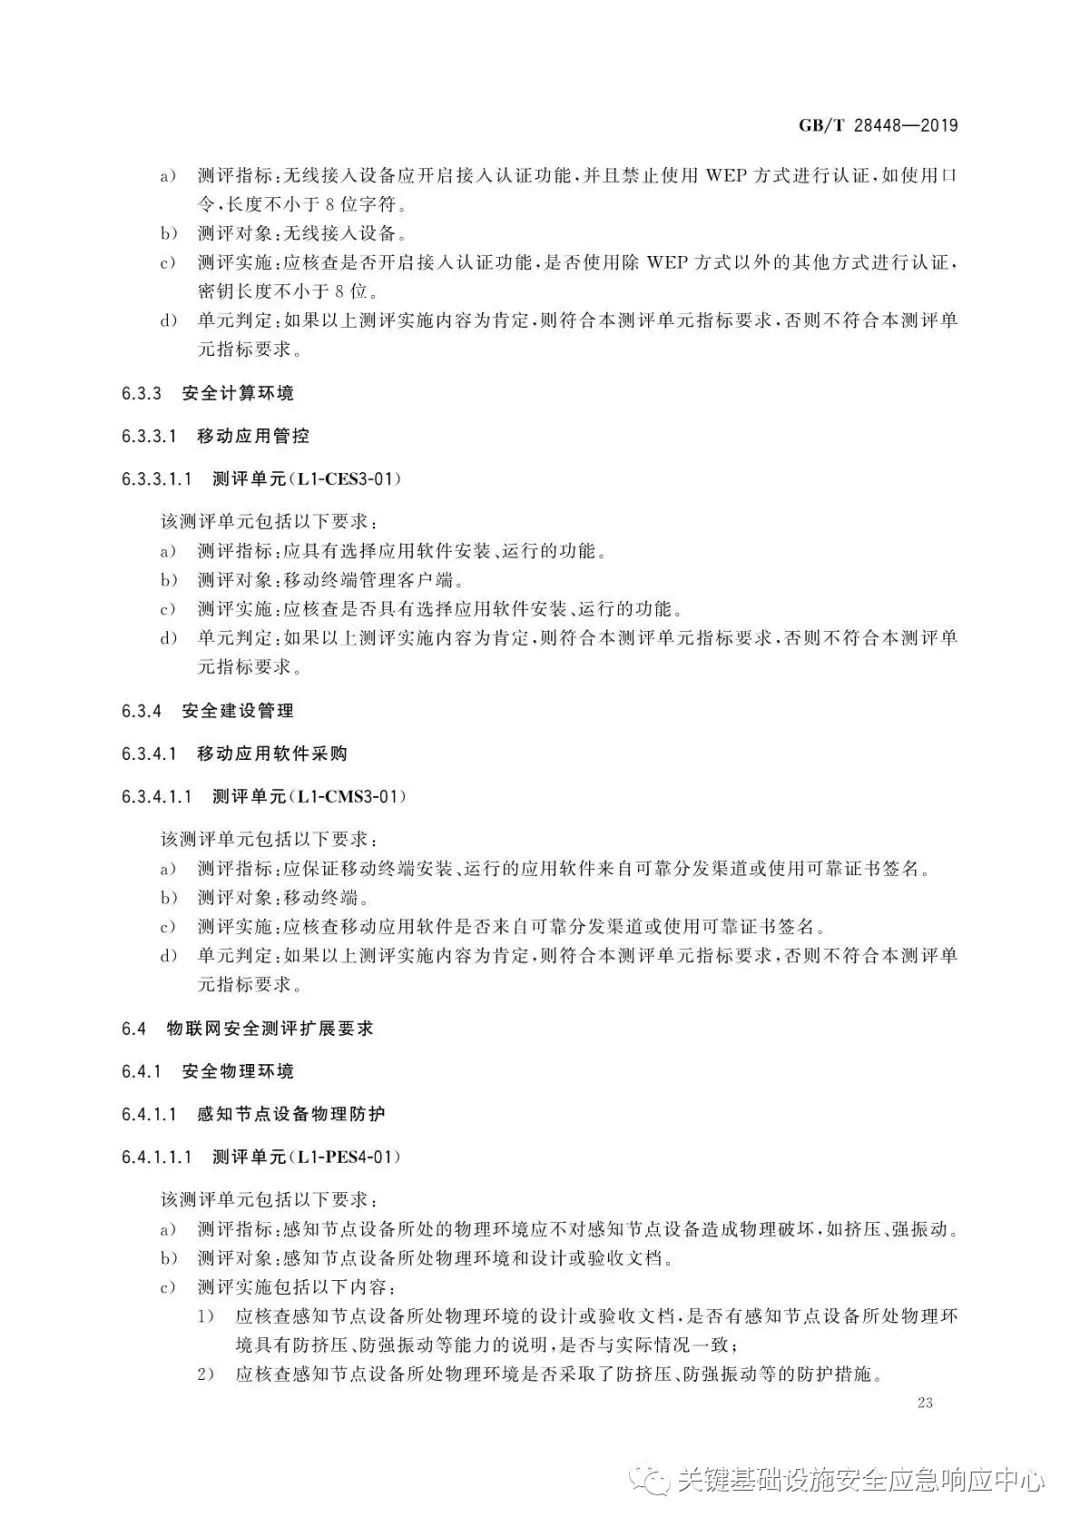 GB/T 28448—2019
a) 测评指标:无线接入设备应开启接入认证功能,并且禁止使用 WEP 方式进行认证,如使用口
令,长度不小于 8 位字符。
b) 测评对象:无线接入设备。
c) 测评实施:应核查是否开启接入认证功能,是否使用除 WEP 方式以外的其他方式进行认证,
密钥长度不小于 8 位。
d) 单元判定:如果以上测评实施内容为肯定,则符合本测评单元指标要求,否则不符合本测评单
元指标要求。
6.3.3 安全计算环境
6.3.3.1 移动应用管控
6.3.3.1.1 测评单元(L1-CES3-01)
该测评单元包括以下要求:
a) 测评指标:应具有选择应用软件安装、运行的功能。
b) 测评对象:移动终端管理客户端。
c) 测评实施:应核查是否具有选择应用软件安装、运行的功能。
d) 单元判定:如果以上测评实施内容为肯定,则符合本测评单元指标要求,否则不符合本测评单
元指标要求。
6.3.4 安全建设管理
6.3.4.1 移动应用软件采购
6.3.4.1.1 测评单元(L1-CMS3-01)
该测评单元包括以下要求:
a) 测评指标:应保证移动终端安装、运行的应用软件来自可靠分发渠道或使用可靠证书签名。
b) 测评对象:移动终端。
c) 测评实施:应核查移动应用软件是否来自可靠分发渠道或使用可靠证书签名。
d) 单元判定:如果以上测评实施内容为肯定,则符合本测评单元指标要求,否则不符合本测评单
元指标要求。
6.4 物联网安全测评扩展要求
6.4.1 安全物理环境
6.4.1.1 感知节点设备物理防护
6.4.1.1.1 测评单元(L1-PES4-01)
该测评单元包括以下要求:
a) 测评指标:感知节点设备所处的物理环境应不对感知节点设备造成物理破坏,如挤压、强振动。
b) 测评对象:感知节点设备所处物理环境和设计或验收文档。
c) 测评实施包括以下内容:
1) 应核查感知节点设备所处物理环境的设计或验收文档,是否有感知节点设备所处物理环
境具有防挤压、防强振动等能力的说明,是否与实际情况一致;
2) 应核查感知节点设备所处物理环境是否采取了防挤压、防强振动等的防护措施。
23
关键基础设施安全应急响应中心